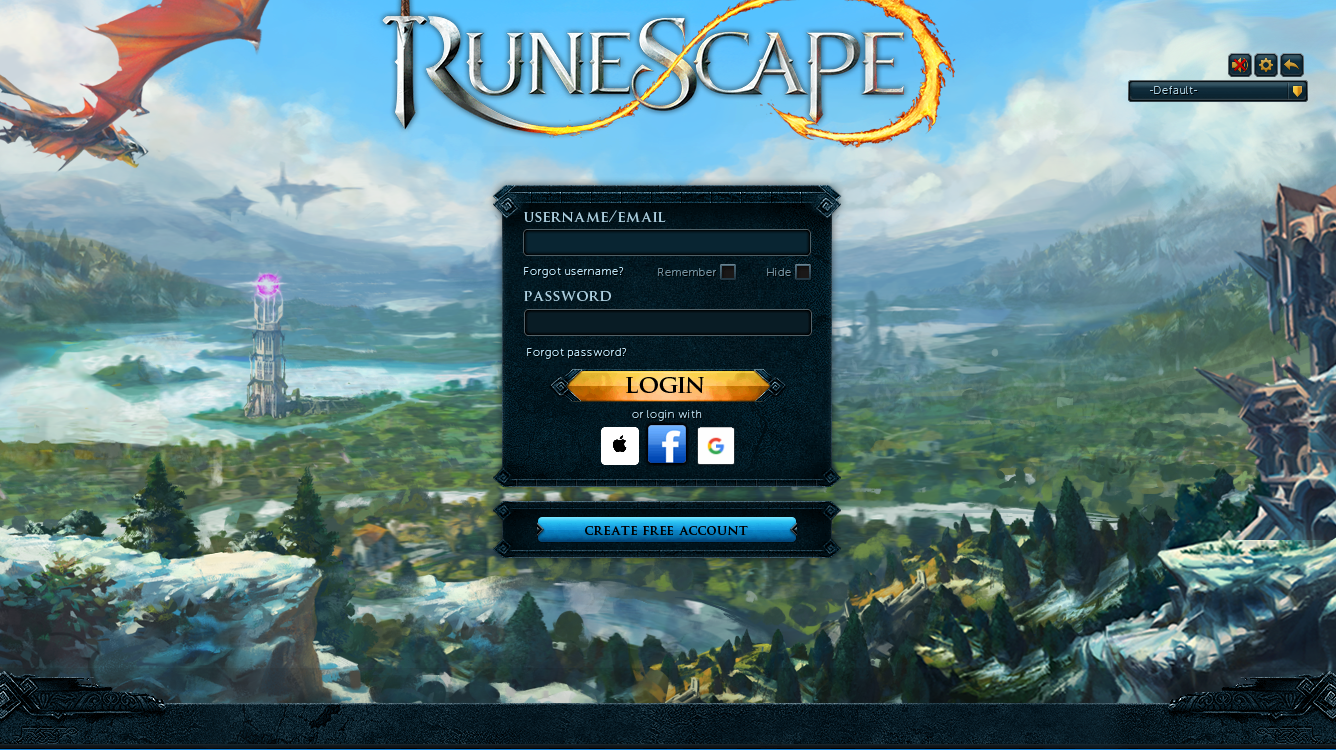 RUNESCAPE
-Default-
USERNAME/EMAIL
Forgot username? Remember Hide
PASSWORD
Forgot password?
LOGIN
or login with
CREATE FREE ACCOUNT